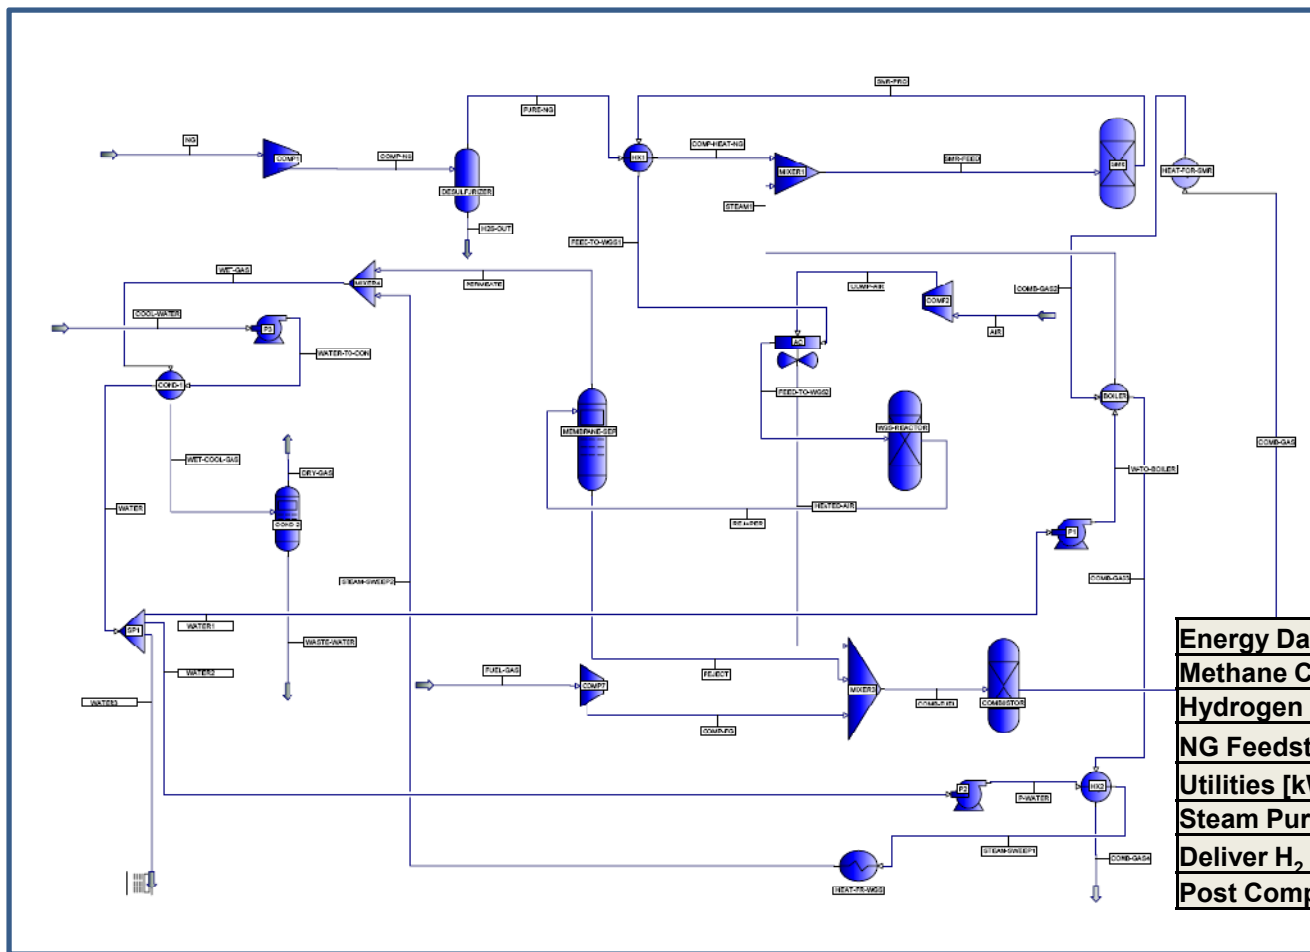 SMR-PRO
PURE-NG
NG
COMP1
COMP-NG
DESULFURIZER
H2S-OUT
HX1
COMP-HEAT-NG
MIXER1
STEAM1
SMR-FEED
SMR
HEAT-FOR-SMR
FEED-TO-WGS1
WET-GAS
MIXER4
PERMEATE
COMP-AIR
COMP2
AIR
COMB-GAS2
COOL-WATER
P3
WATER-TO-CON
COND-1
AC
FEED-TO-WGS2
BOILER
MEMBRANE-SEP
WGS-REACTOR
COMB-GAS
WET-COOL-GAS
DRY-GAS
W-TO-BOILER
WATER
COND-2
HEATED-AIR
P1
STEAM-SWEEP2
COMB-GAS3
SP1
WATER1
WASTE-WATER
WATER2
FUEL-GAS
COMP7
REJECT
MIXER3
COMB-FUEL
COMBUSTOR
WATER3
COMP-FG
P2
P-WATER
HX2
STEAM-SWEEP1
HEAT-FR-WGS
COMB-GAS4
Energy Da
Methane C
Hydrogen
NG Feedst
Utilities [kW
Steam Pur
Deliver H₂
Post Comp